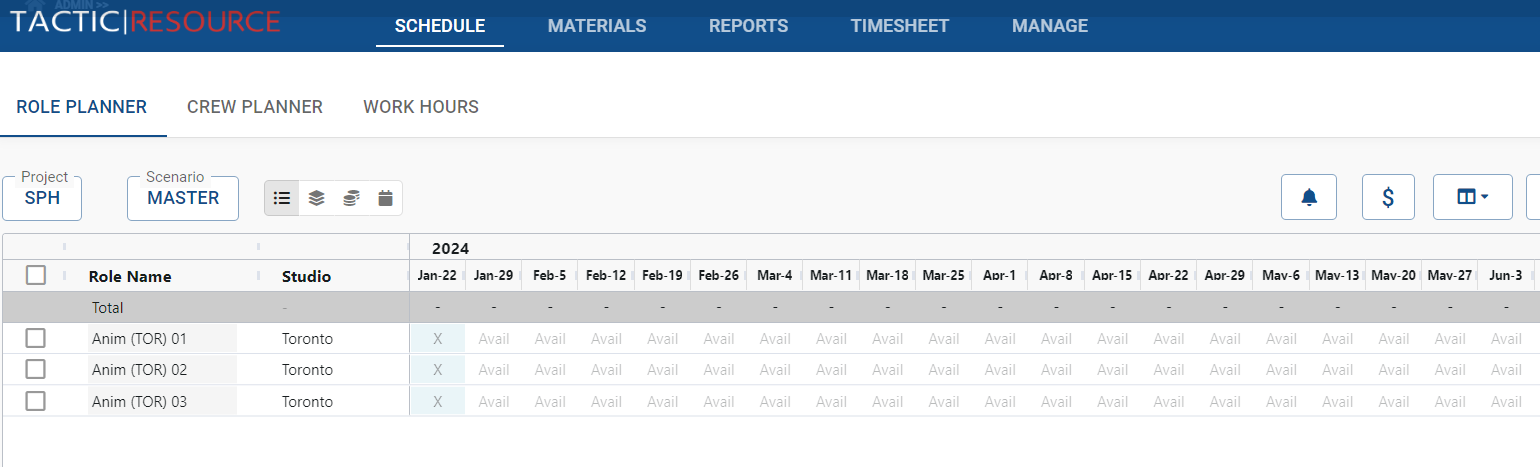 ADMIN >>
TACTIC|RESOURCE SCHEDULE MATERIALS REPORTS TIMESHEET MANAGE
ROLE PLANNER CREW PLANNER WORK HOURS
Project Scenario
SPH MASTER $
2024
Role Name Studio Jan-22 Jan-29 Feb-5 Feb-12 Feb-19 Feb-26 Mar-4 Mar-11 Mar-18 Mar-25 Apr-1 Apr-8 Apr-15 Apr-22 Apr-29 May-6 May-13 May-20 May-27 Jun-3
Total - - - - - - - - - - - - - - - - - - - - -
Anim (TOR) 01 Toronto X Avail Avail Avail Avail Avail Avail Avail Avail Avail Avail Avail Avail Avail Avail Avail Avail Avail Avail Avail
Anim (TOR) 02 Toronto X Avail Avail Avail Avail Avail Avail Avail Avail Avail Avail Avail Avail Avail Avail Avail Avail Avail Avail Avail
Anim (TOR) 03 Toronto X Avail Avail Avail Avail Avail Avail Avail Avail Avail Avail Avail Avail Avail Avail Avail Avail Avail Avail Avail